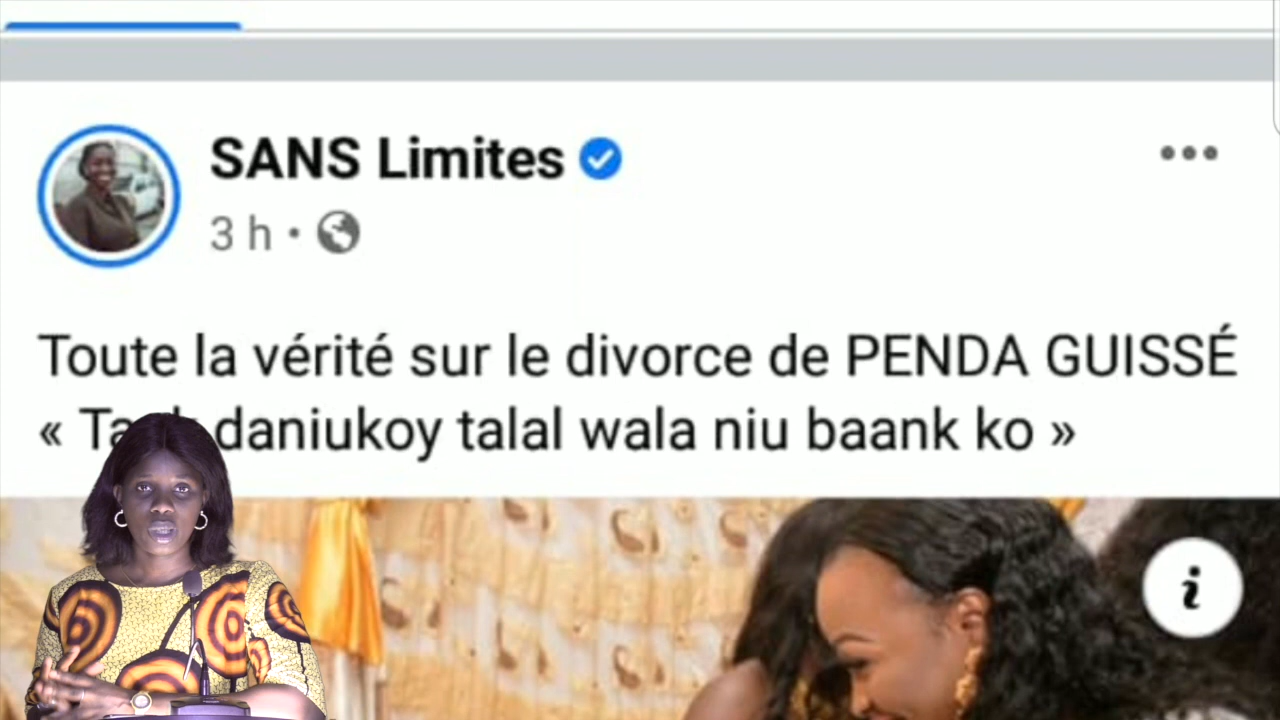 SANS Limites
3 h •
Toute la vérité sur le divorce de PENDA GUISSÉ
« daniukoy talal wala niu baank ko »